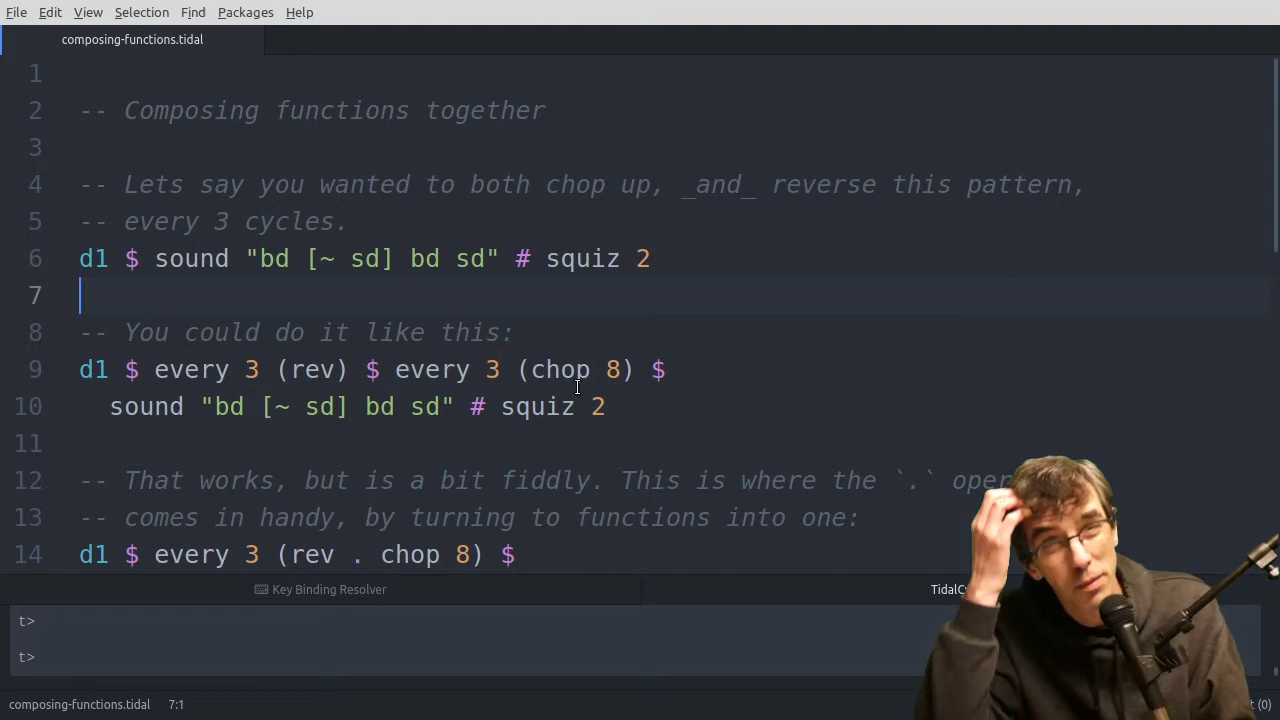 File Edit View Selection Find Packages Help
composing-functions.tidal
1
2 -- Composing functions together
3
4 -- Lets say you wanted to both chop up, _and_ reverse this pattern,
5 -- every 3 cycles.
6 d1 $ sound "bd [~ sd] bd sd" # squiz 2
7
8 -- You could do it like this:
9 d1 $ every 3 (rev) $ every 3 (chop 8) $
10 sound "bd [~ sd] bd sd" # squiz 2
11
12 -- That works, but is a bit fiddly. This is where the `.`
13 -- comes in handy, by turning to functions into one:
14 d1 $ every 3 (rev . chop 8) $
Key Binding Resolver
t>
t>
composing-functions.tidal 7:1 (0)